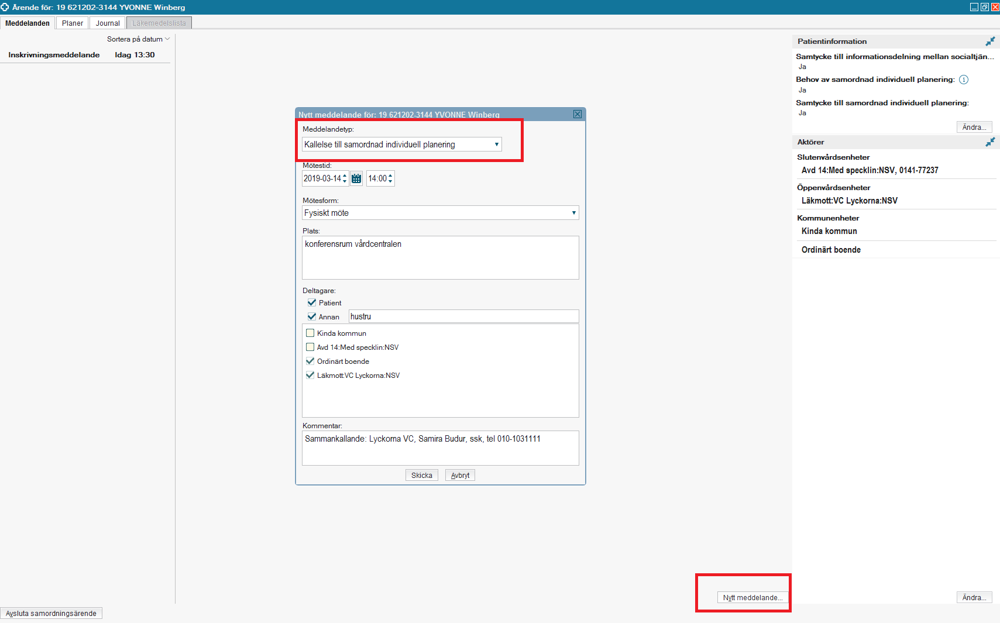 Ärende för: 19 621202-3144 YVONNE Winberg
Meddelanden
Planer
Journal
Läkemedelslista
Sortera på datum
Inskrivningsmeddelande Idag 13:30
Nytt meddelande för: 19 621202-3144 YVONNE Winberg
Meddelandetyp:
Kallelse till samordnad individuell planering
Mötestid:
2019-03-14 14:00
Mötesform:
Fysiskt möte
Plats:
konferensrum vårdcentralen
Deltagare:
Patient
Annan hustru
Kinda kommun
Avd 14:Med specklin:NSV
Ordinärt boende
Läkmott:VC Lyckorna:NSV
Kommentar:
Sammankallande: Lyckorna VC, Samira Budur, ssk, tel 010-1031111
Skicka
Avbryt
Patientinformation
Samtycke till informationsdelning mellan socialtjän...
Ja
Behov av samordnad individuell planering:
Ja
Samtycke till samordnad individuell planering:
Ja
Ändra...
Aktörer
Slutenvårdsenheter
Avd 14:Med specklin:NSV, 0141-77237
Öppenvårdsenheter
Läkmott:VC Lyckorna:NSV
Kommunenheter
Kinda kommun
Ordinärt boende
Nytt meddelande...
Ändra...
Avsluta samordningsärende